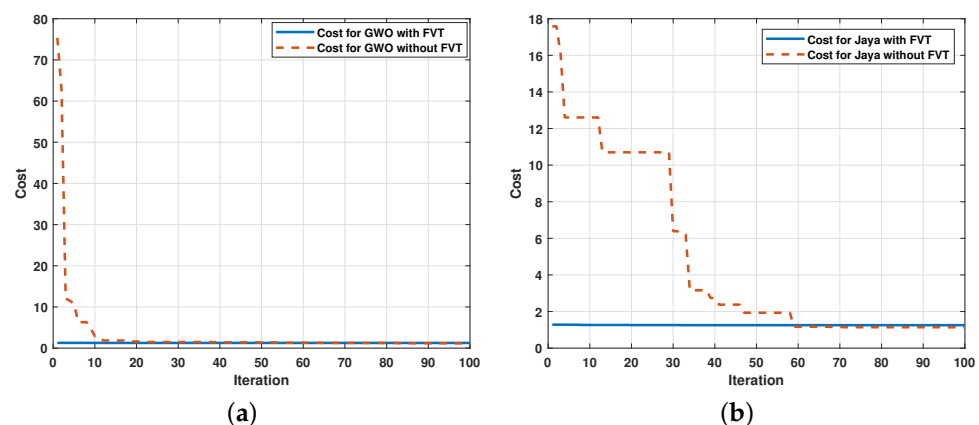 Cost for GWO with FVT
Cost for GWO without FVT
80
70
60
50
40
30
20
10
0
Cost
0 10 20 30 40 50 60 70 80 90 100
Iteration
(a)
Cost for Jaya with FVT
Cost for Jaya without FVT
18
16
14
12
10
8
6
4
2
0
Cost
0 10 20 30 40 50 60 70 80 90 100
Iteration
(b)